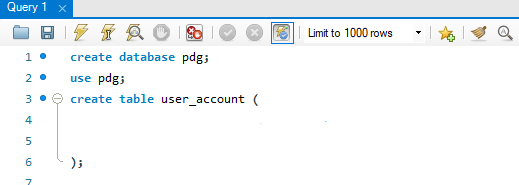 Query 1
Limit to 1000 rows
1 create database pdg;
2 use pdg;
3 create table user_account (
4
5
6 );
7